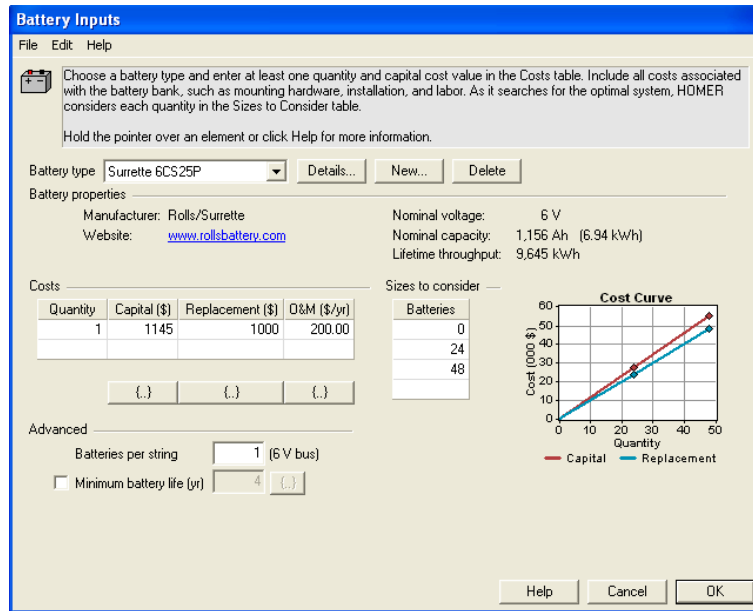 Battery Inputs
File Edit Help
Choose a battery type and enter at least one quantity and capital cost value in the Costs table. Include all costs associated
with the battery bank, such as mounting hardware, installation, and labor. As it searches for the optimal system, HOMER
considers each quantity in the Sizes to Consider table.
Hold the pointer over an element or click Help for more information.
Battery type Surrette 6CS25P Details... New... Delete
Battery properties
Manufacturer: Rolls/Surrette
Website: www.rollsbattery.com
Nominal voltage: 6 V
Nominal capacity: 1,156 Ah (6.94 kWh)
Lifetime throughput: 9,645 kWh
Costs
Quantity Capital ($) Replacement ($) O&M ($/yr)
1 1145 1000 200.00
{..} {..} {..}
Sizes to consider
Batteries
0
24
48
Cost Curve
Cost (000 $)
60
50
40
30
20
10
0
0 10 20 30 40 50
Quantity
Capital Replacement
Advanced
Batteries per string 1 (6 V bus)
Minimum battery life (yr) 4 {..}
Help Cancel OK